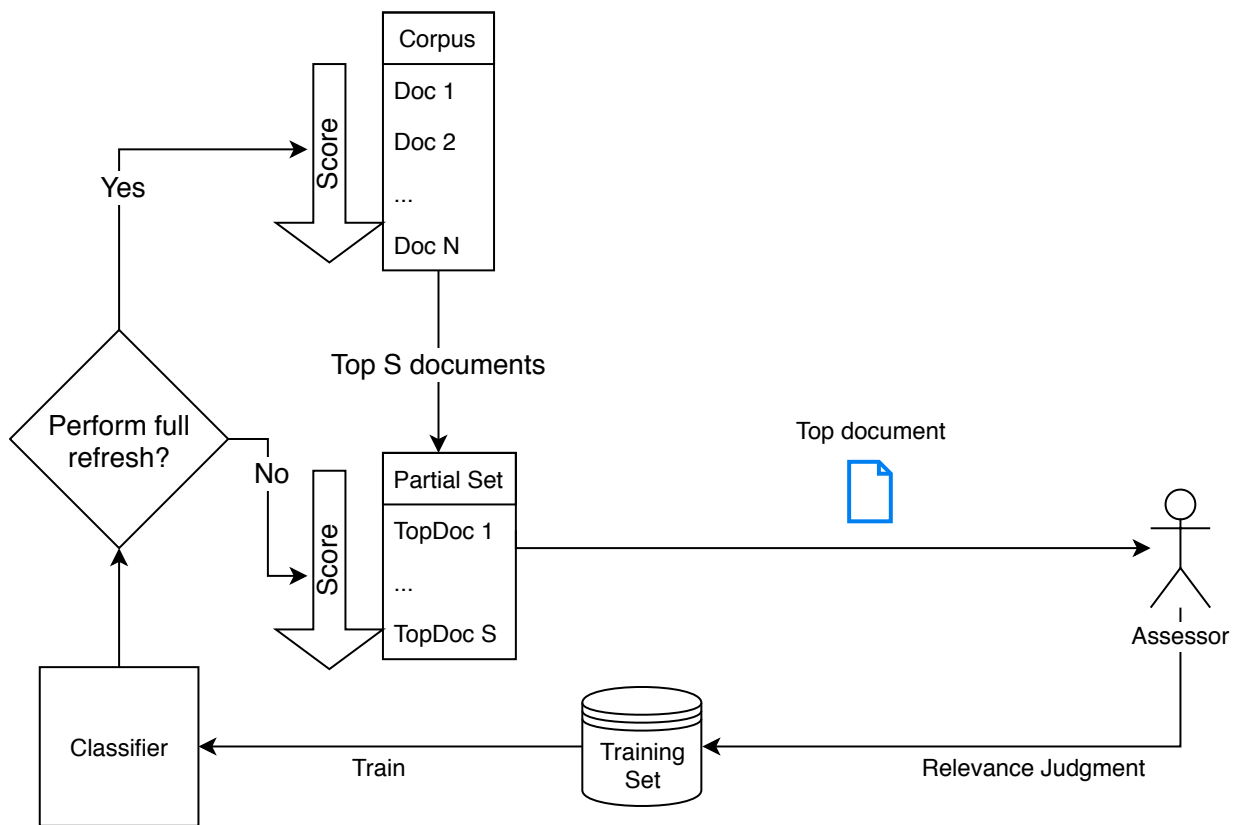 Corpus
Doc 1
Doc 2
...
Doc N
Score
Yes
Top S documents
Perform full
refresh?
No
Score
Partial Set
TopDoc 1
...
TopDoc S
Top document
Assessor
Classifier
Train
Training
Set
Relevance Judgment